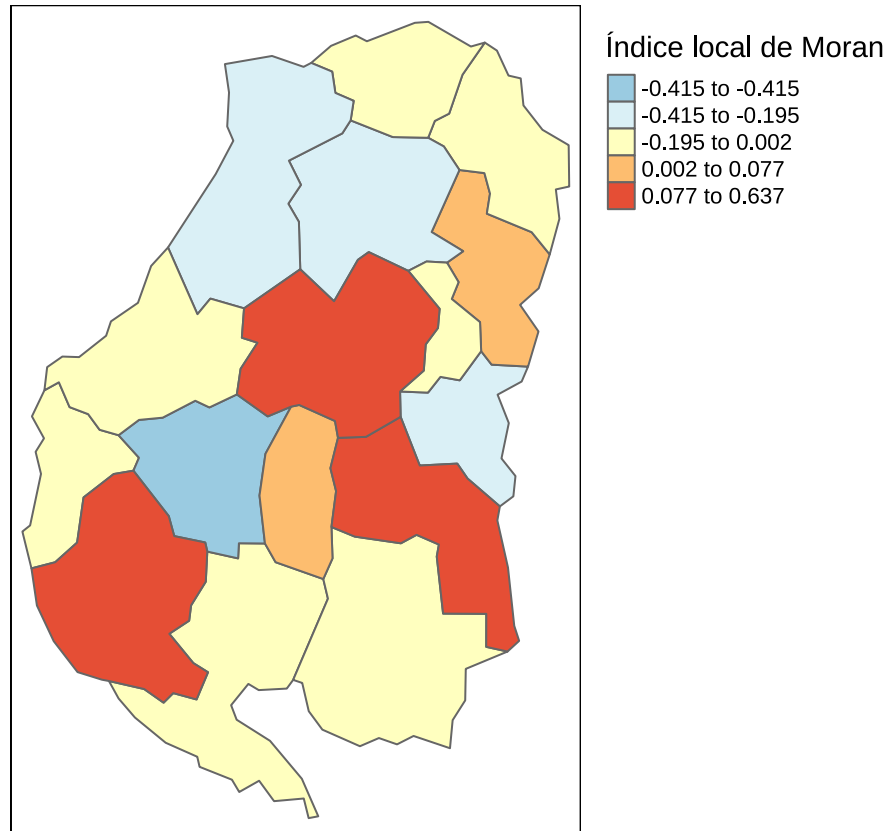 Índice local de Moran
-0.415 to -0.415
-0.415 to -0.195
-0.195 to 0.002
0.002 to 0.077
0.077 to 0.637